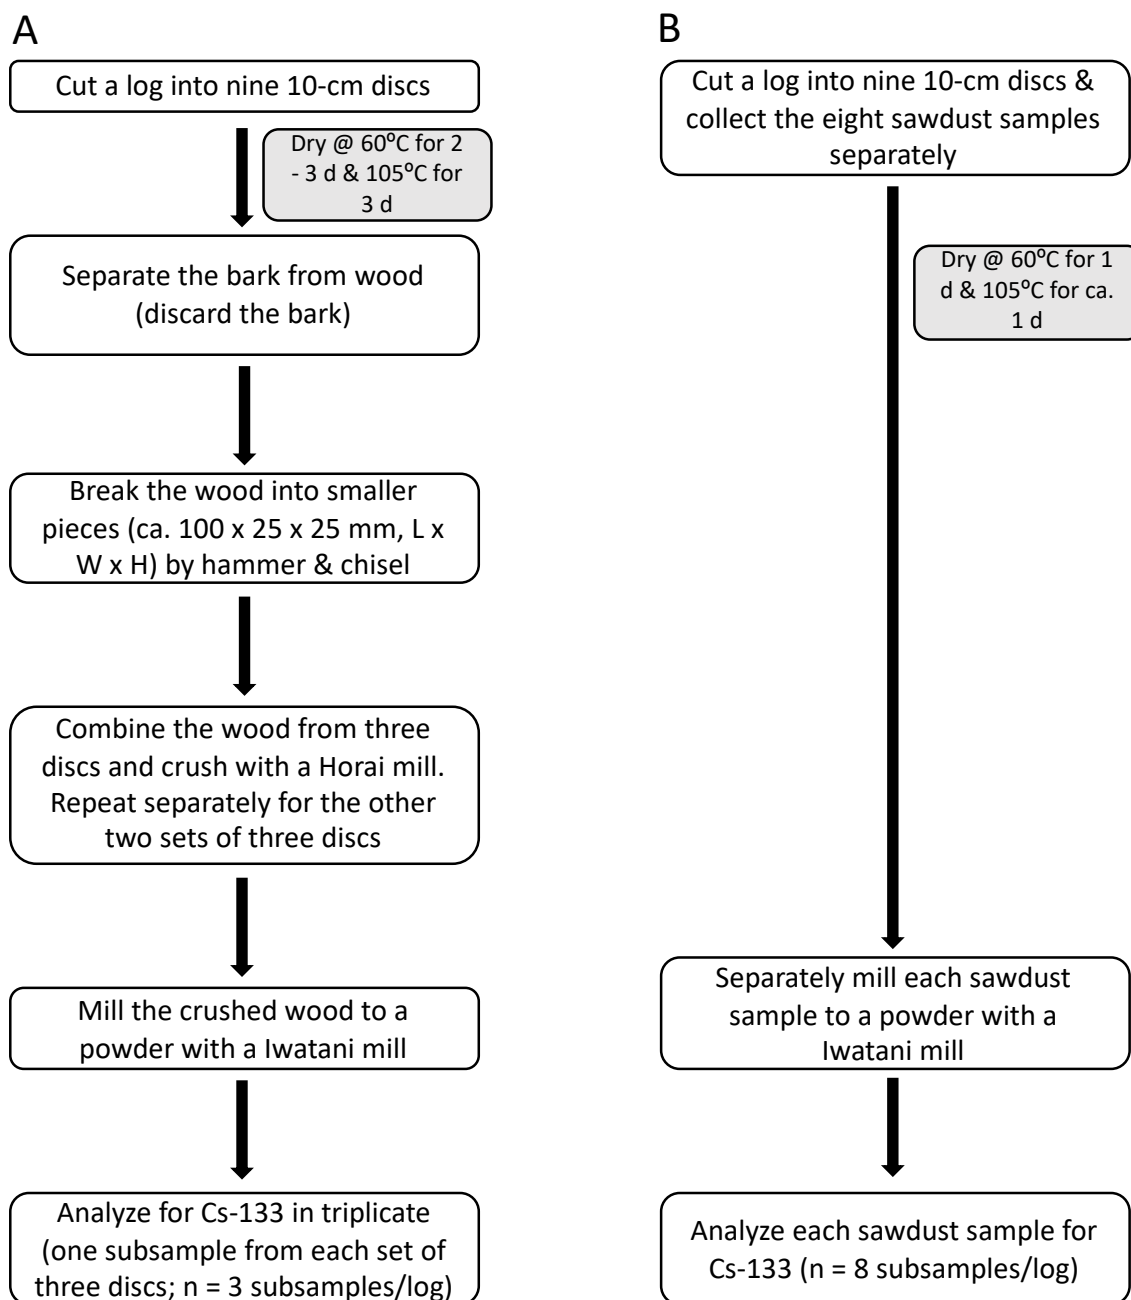 A
Cut a log into nine 10-cm discs
Dry @ 60⁰C for 2
- 3 d & 105⁰C for
3 d
Separate the bark from wood
(discard the bark)
Break the wood into smaller
pieces (ca. 100 x 25 x 25 mm, L x
W x H) by hammer & chisel
Combine the wood from three
discs and crush with a Horai mill.
Repeat separately for the other
two sets of three discs
Mill the crushed wood to a
powder with a Iwatani mill
Analyze for Cs-133 in triplicate
(one subsample from each set of
three discs; n = 3 subsamples/log)
B
Cut a log into nine 10-cm discs &
collect the eight sawdust samples
separately
Dry @ 60⁰C for 1
d & 105⁰C for ca.
1 d
Separately mill each sawdust
sample to a powder with a
Iwatani mill
Analyze each sawdust sample for
Cs-133 (n = 8 subsamples/log)